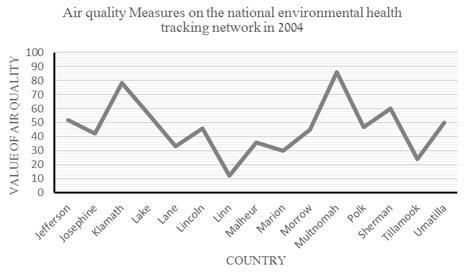 Air quality Measures on the national environmental health
tracking network in 2004
VALUE OF AIR QUALITY
100
90
80
70
60
50
40
30
20
10
0
Jefferson
Josephine
Klamath
Lake
Lane
Lincoln
Linn
Malheur
Marion
Morrow
Multnomah
Polk
Sherman
Tillamook
Umatilla
COUNTRY